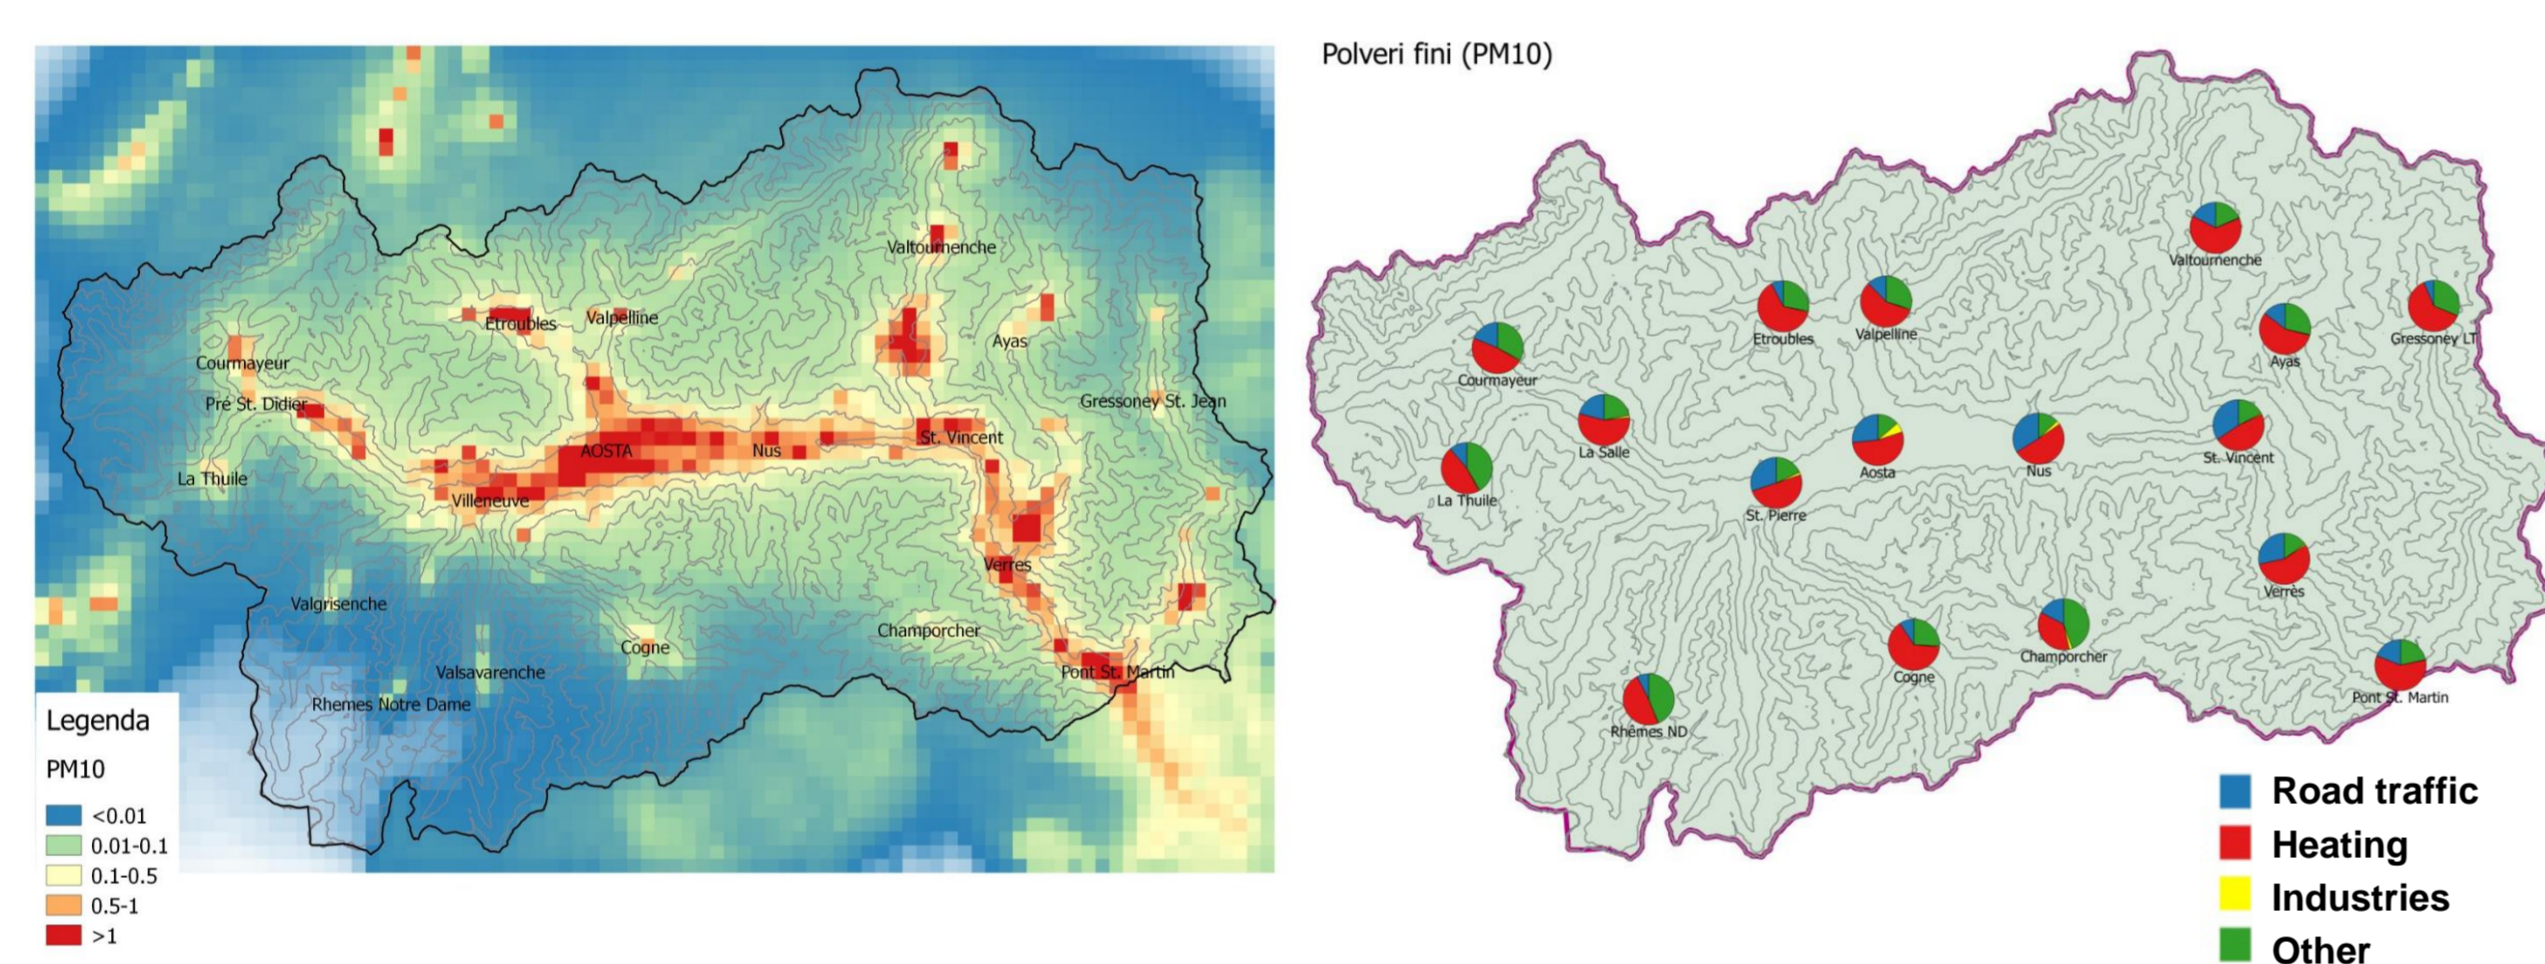 Valtournenche
Etroubles
Valpelline
Courmayeur
Ayas
Pré St. Didier
Gressoney St. Jean
AOSTA
Nus
St. Vincent
La Thuile
Villeneuve
Verres
Valgrisenche
Champorcher
Cogne
Valsavarenche
Pont St. Martin
Rhemes Notre Dame
Legenda
PM10
<0.01
0.01-0.1
0.1-0.5
0.5-1
>1
Polveri fini (PM10)
Valtournenche
Etroubles
Valpelline
Gressoney LT
Ayas
Courmayeur
La Salle
St. Vincent
Aosta
Nus
La Thuile
St. Pierre
Verres
Champorcher
Cogne
Pont St. Martin
Rhêmes ND
Road traffic
Heating
Industries
Other